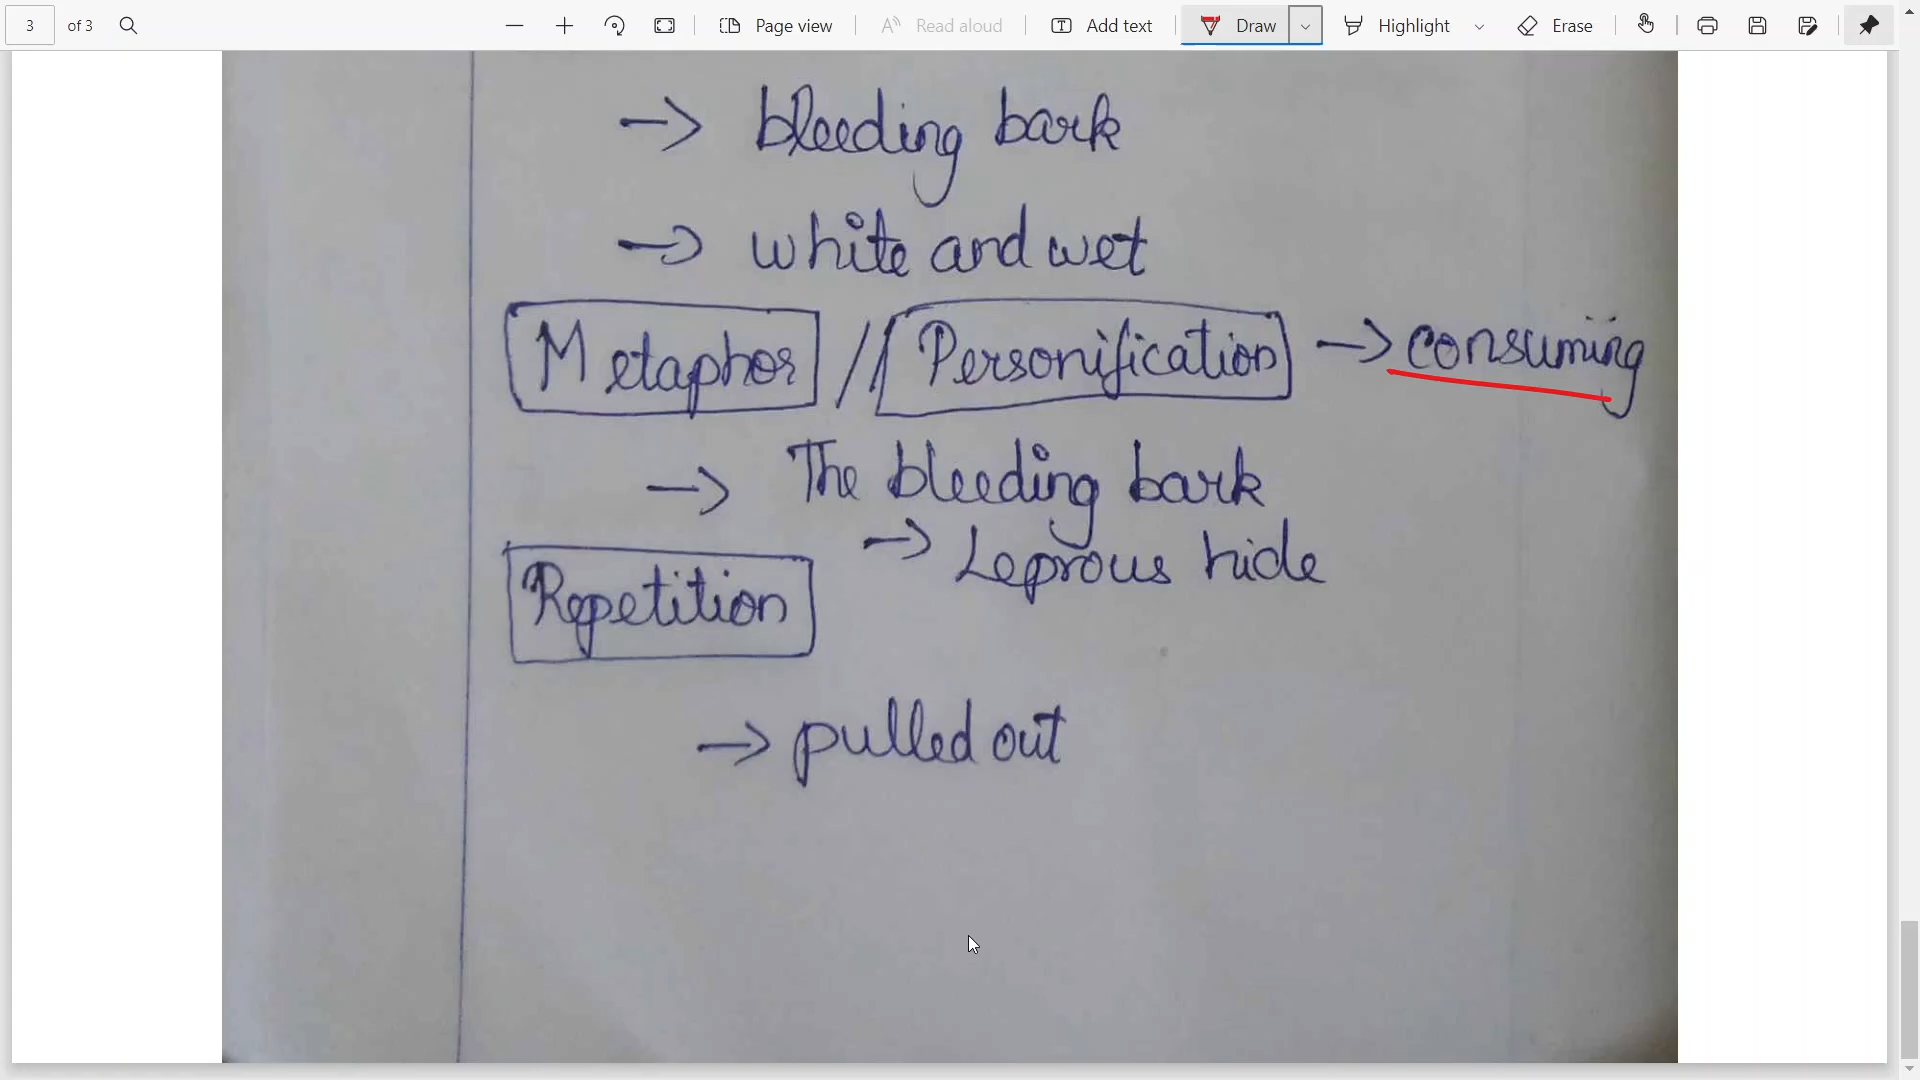 3 of 3 Page view Read aloud Add text Draw Highlight Erase
→ bleeding bark
→ white and wet
Metaphor // Personification → consuming
→ The bleeding bark
→ Leprous hide
Repetition
→ pulled out